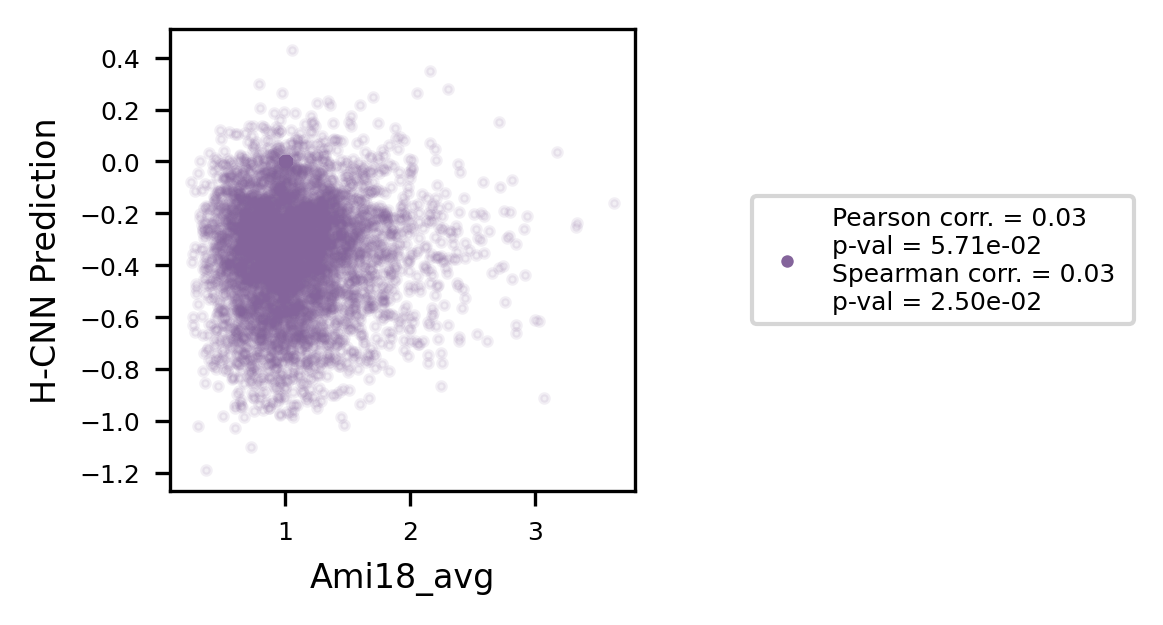 0.4
0.2
0.0
−0.2
−0.4
−0.6
−0.8
−1.0
−1.2
H-CNN Prediction
1 2 3
Ami18_avg
Pearson corr. = 0.03
p-val = 5.71e-02
Spearman corr. = 0.03
p-val = 2.50e-02